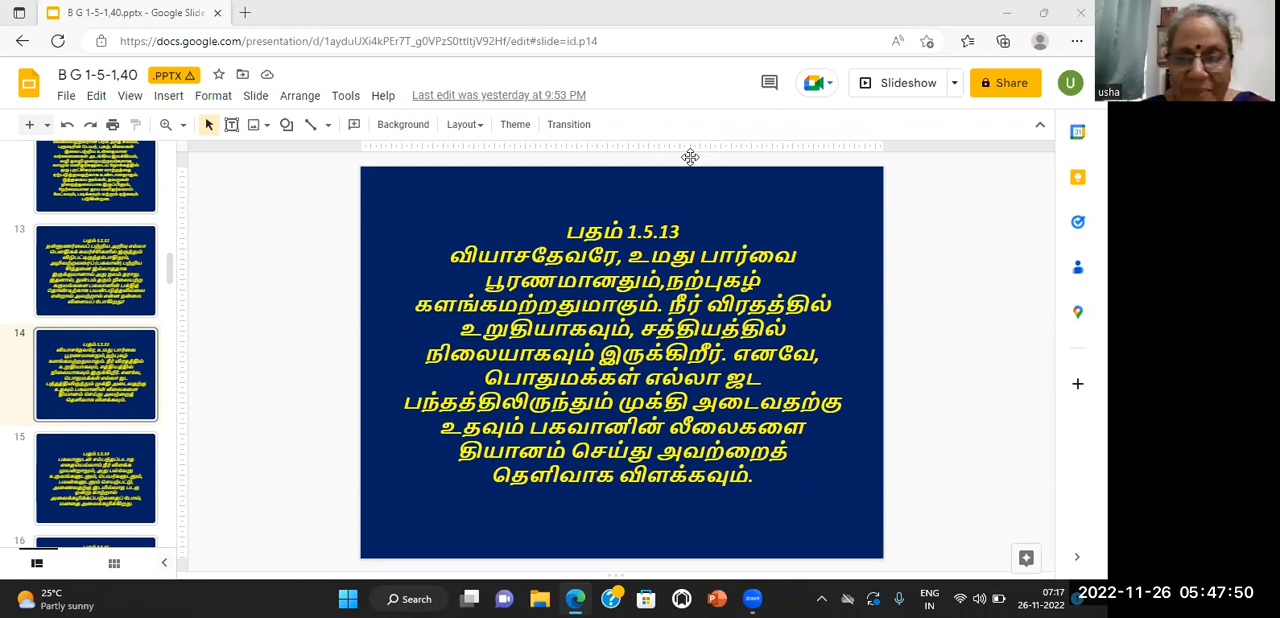 B G 1-5-1,40.pptx - Google Slide
https://docs.google.com/presentation/d/1ayduUXi4kPEr7T_g0VPzS0ttltjV92Hf/edit#slide=id.p14
usha
B G 1-5-1,40 .PPTX
File Edit View Insert Format Slide Arrange Tools Help Last edit was yesterday at 9:53 PM
Slideshow Share U
Background Layout Theme Transition
13
14
15
16
பதம் 1.5.13
வியாசதேவரே, உமது பார்வை
பூரணமானதும்,நற்புகழ்
களங்கமற்றதுமாகும். நீர் விரதத்தில்
உறுதியாகவும், சத்தியத்தில்
நிலையாகவும் இருக்கிறீர். எனவே,
பொதுமக்கள் எல்லா ஜட
பந்தத்திலிருந்தும் முக்தி அடைவதற்கு
உதவும் பகவானின் லீலைகளை
தியானம் செய்து அவற்றைத்
தெளிவாக விளக்கவும்.
25°C
Partly sunny
Search
ENG
IN
07:17
26-11-2022
2022-11-26 05:47:50